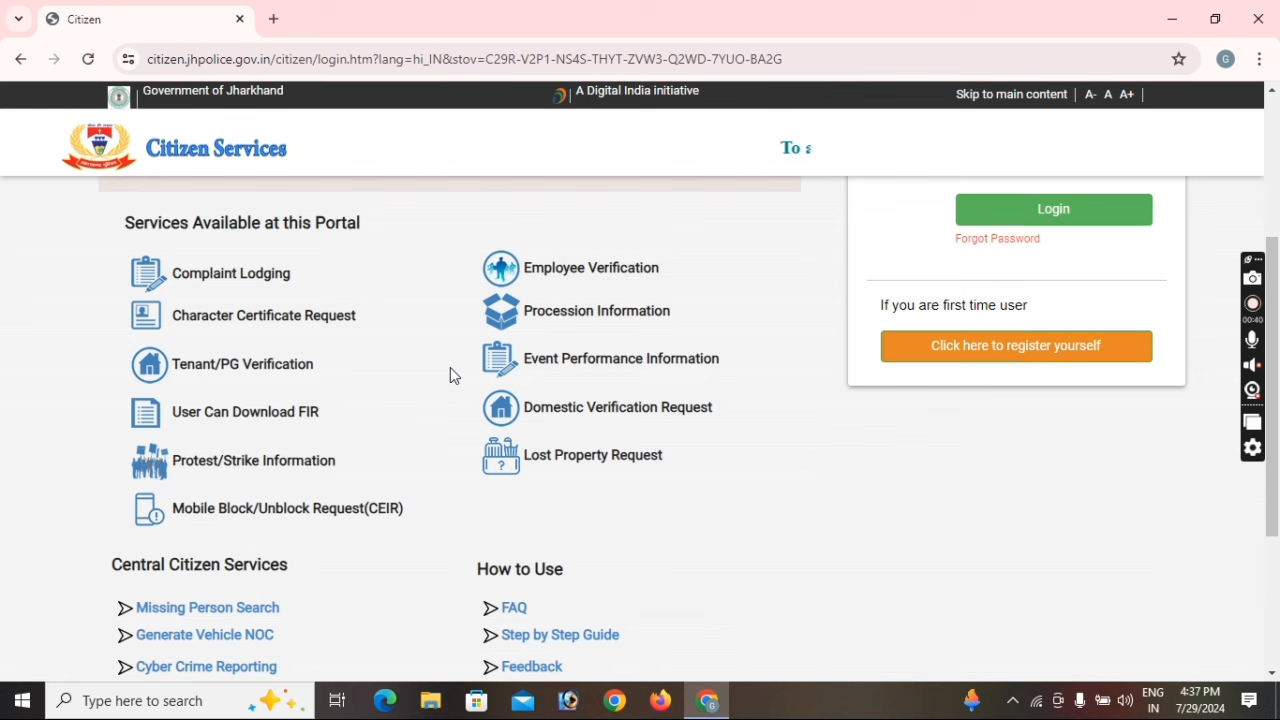 Citizen
citizen.jhpolice.gov.in/citizen/login.htm?lang=hi_IN&stov=C29R-V2P1-NS4S-THYT-ZVW3-Q2WD-7YUO-BA2G
G
Government of Jharkhand
A Digital India initiative
Skip to main content | A- A A+
Citizen Services
To
Services Available at this Portal
Complaint Lodging
Character Certificate Request
Tenant/PG Verification
User Can Download FIR
Protest/Strike Information
Mobile Block/Unblock Request(CEIR)
Employee Verification
Procession Information
Event Performance Information
Domestic Verification Request
Lost Property Request
Login
Forgot Password
If you are first time user
Click here to register yourself
00:40
Central Citizen Services
Missing Person Search
Generate Vehicle NOC
Cyber Crime Reporting
How to Use
FAQ
Step by Step Guide
Feedback
Type here to search
ENG
IN
4:37 PM
7/29/2024